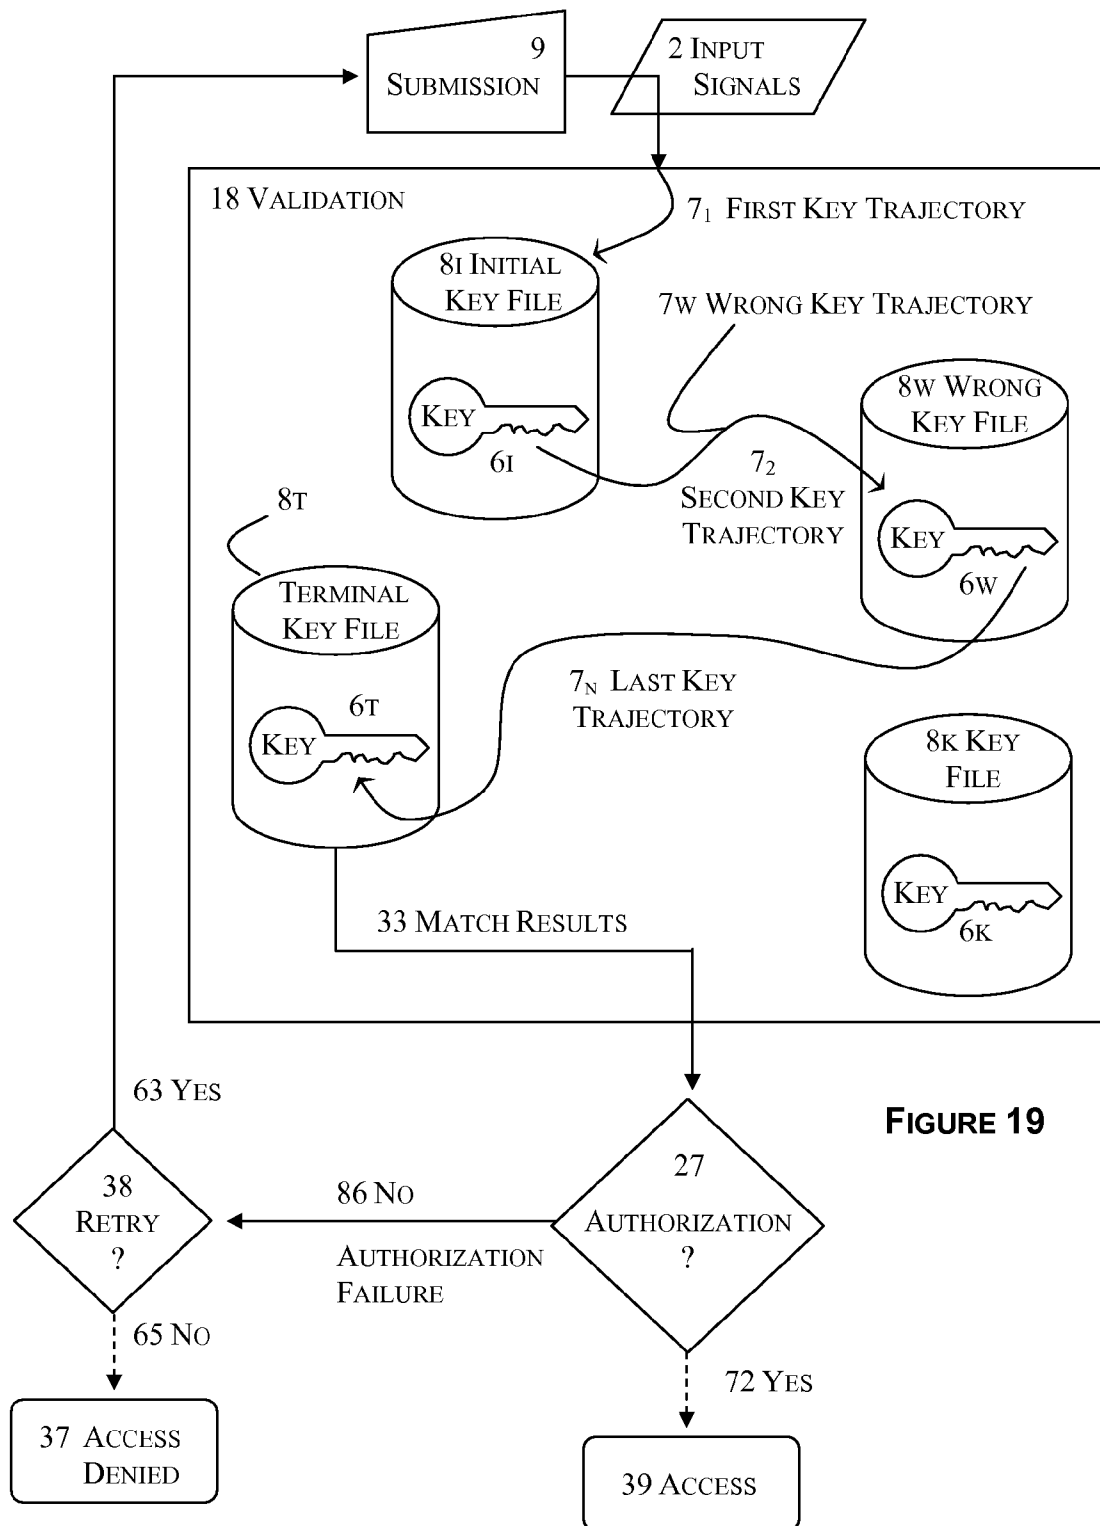 9
SUBMISSION
2 INPUT
SIGNALS
18 VALIDATION
7₁ FIRST KEY TRAJECTORY
8I INITIAL
KEY FILE
7W WRONG KEY TRAJECTORY
8W WRONG
KEY FILE
KEY
6I
7₂
SECOND KEY
TRAJECTORY
8T
KEY
6W
TERMINAL
KEY FILE
7N LAST KEY
TRAJECTORY
6T
KEY
8K KEY
FILE
KEY
6K
33 MATCH RESULTS
63 YES
FIGURE 19
38
RETRY
?
86 NO
AUTHORIZATION
FAILURE
27
AUTHORIZATION
?
65 NO
72 YES
37 ACCESS
DENIED
39 ACCESS